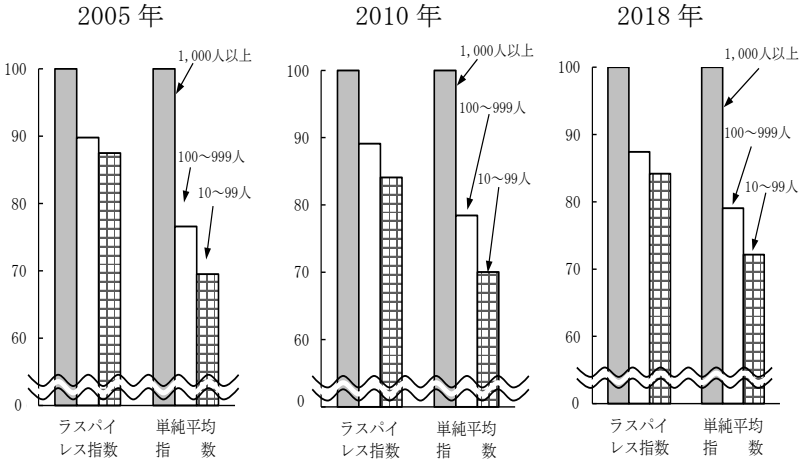 2005 年
100
90
80
70
60
0
1,000人以上
100～999人
10～99人
ラスパイ
レス指数
単純平均
指　　数
2010 年
100
90
80
70
60
0
1,000人以上
100～999人
10～99人
ラスパイ
レス指数
単純平均
指　　数
2018 年
100
90
80
70
60
0
1,000人以上
100～999人
10～99人
ラスパイ
レス指数
単純平均
指　　数